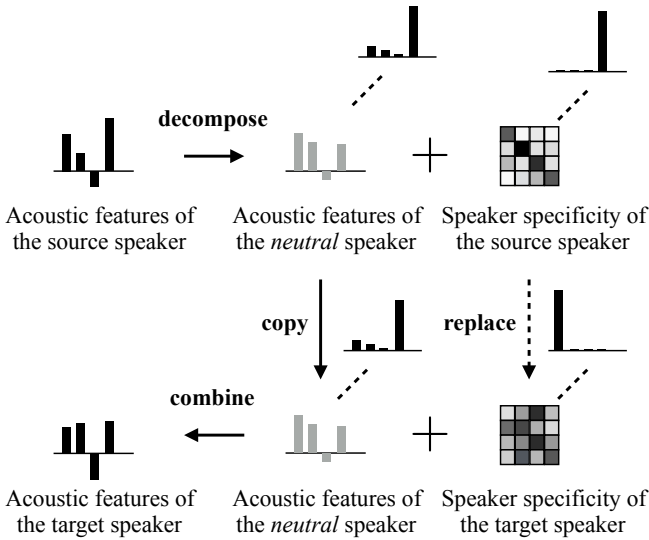 decompose
Acoustic features of
the source speaker
Acoustic features of
the neutral speaker
Speaker specificity of
the source speaker
copy
replace
combine
Acoustic features of
the target speaker
Acoustic features of
the neutral speaker
Speaker specificity of
the target speaker